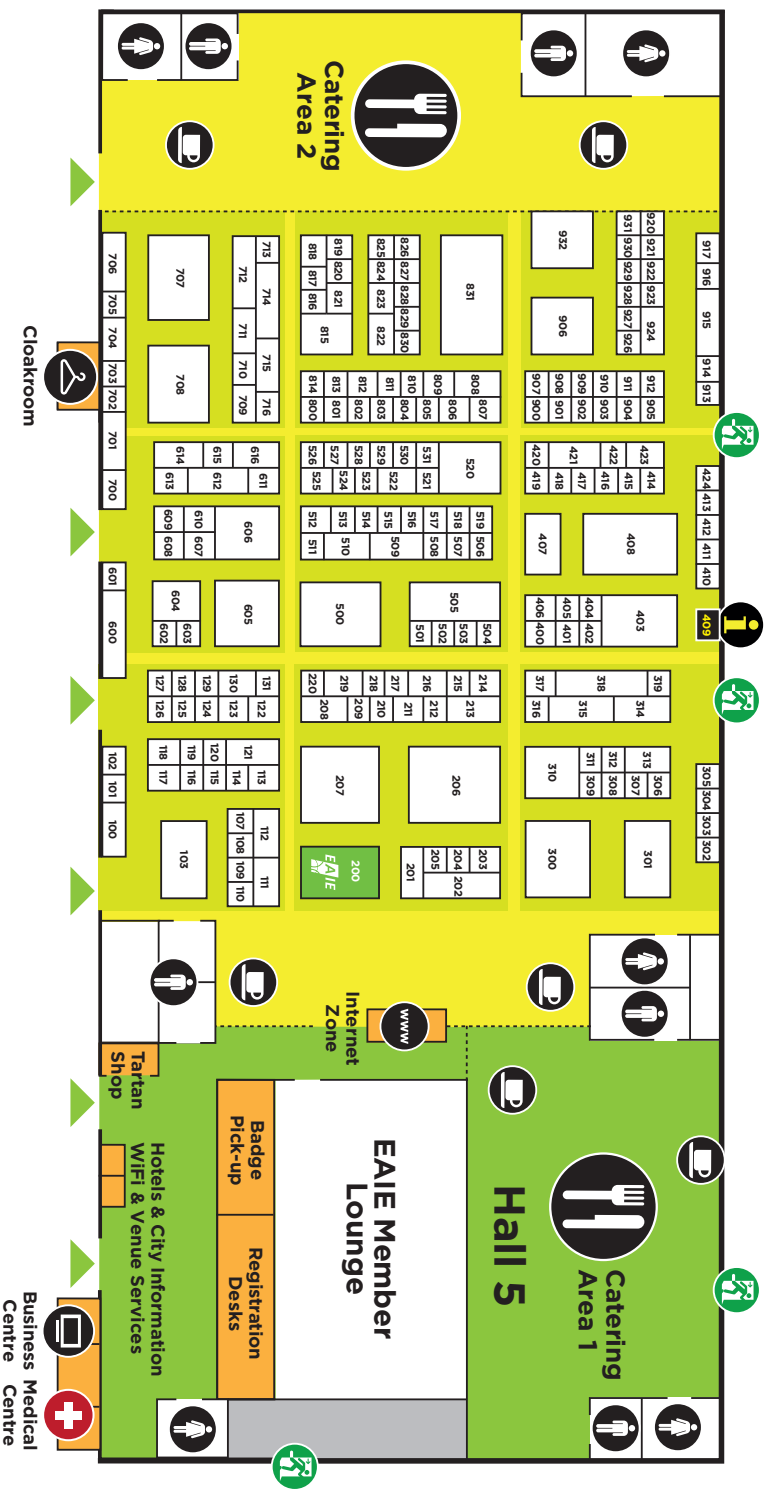 Catering
Area 2
Catering
Area 1
Hall 5
917 916 915 914 913
424 413 412 411 410
409
i
305 304 303 302
920 921 922 923 924
931 930 929 928 927 926
932 906
912 911 910 909 908 907
905 904 903 902 901 900
423 422 421 420
414 415 416 417 418 419
408 407
403
404 405 406
402 401 400
319 318 317
314 315 316
313 312 311
310
306 307 308 309
301 300
831
826 827 828 829 830
825 824 823 822
819 820 821
818 817 816
815
808 809 810 811 812 813 814
807 806 805 804 803 802 801 800
520
531 530 529 528 527 526
521 522 523 524 525
519 518 517 516 515 514 513 512
506 507 508 509 510 511
505
504 503 502 501
500
214 215 216 217 218 219 220
213 212 211 210 209 208
206 207
203 204 205
202
201
200
EAIE
713 714 715 716
712 711 710 709
707 708
616 615 614
611 612 613
606
610 609
607 608
605
604
603 602
131 130 129 128 127
122 123 124 125 126
121 120 119 118
113 114 115 116 117
112 111
107 108 109 110
103
706 705 704 703 702 701 700
601 600
102 101 100
Cloakroom
www
Internet
Zone
EAIE Member
Lounge
Badge
Pick-up
Registration
Desks
Tartan
Shop
Hotels & City Information
WiFi & Venue Services
Business
Centre
Medical
Centre